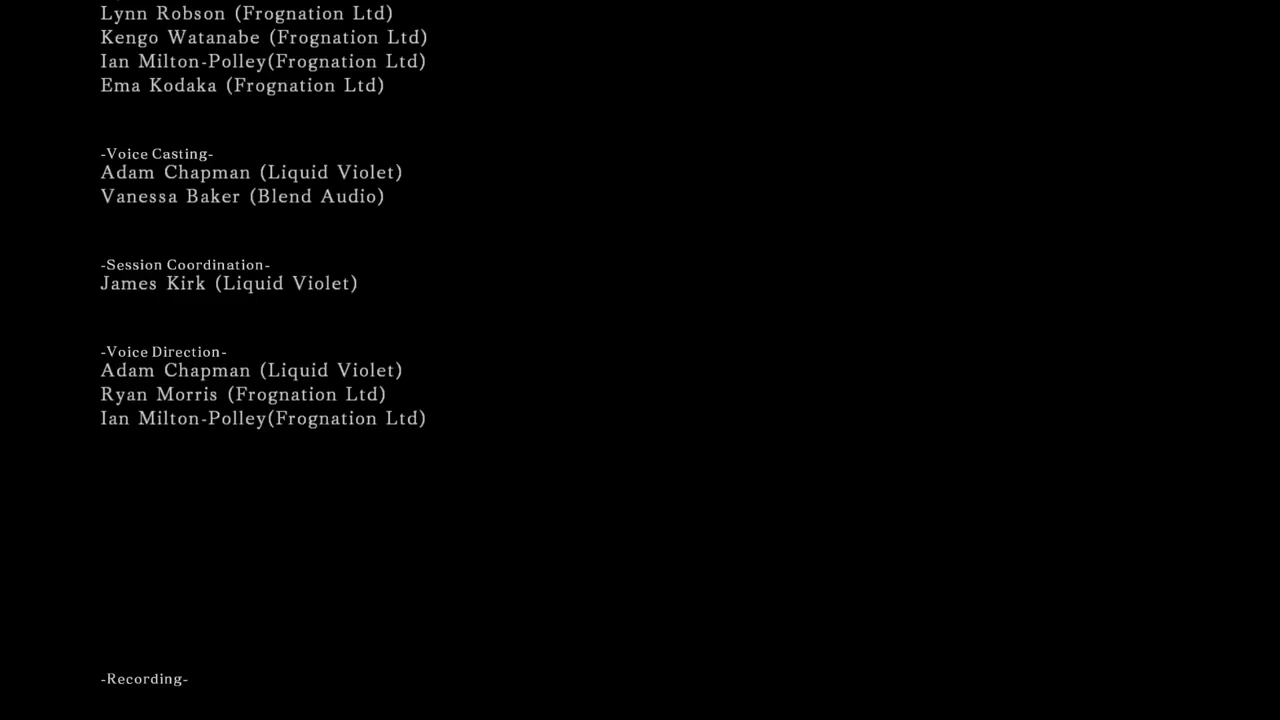 Lynn Robson (Frognation Ltd)
Kengo Watanabe (Frognation Ltd)
Ian Milton-Polley(Frognation Ltd)
Ema Kodaka (Frognation Ltd)
-Voice Casting-
Adam Chapman (Liquid Violet)
Vanessa Baker (Blend Audio)
-Session Coordination-
James Kirk (Liquid Violet)
-Voice Direction-
Adam Chapman (Liquid Violet)
Ryan Morris (Frognation Ltd)
Ian Milton-Polley(Frognation Ltd)
-Recording-